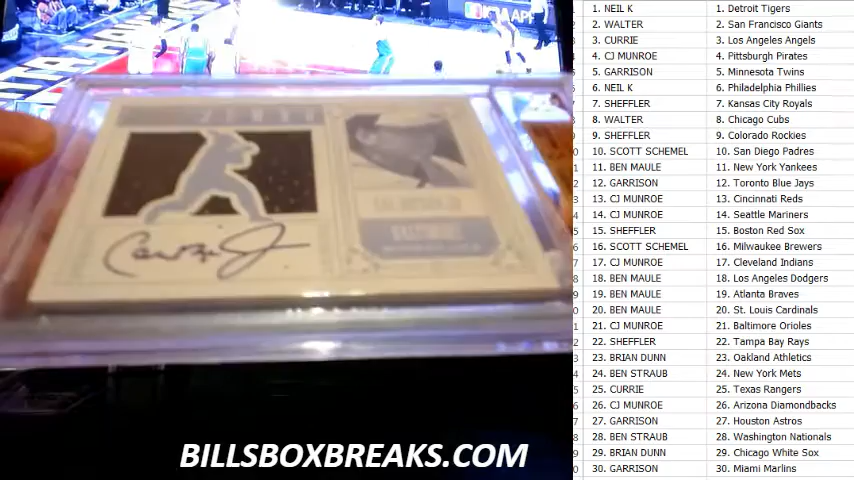 1. NEIL K 1. Detroit Tigers
2. WALTER 2. San Francisco Giants
3. CURRIE 3. Los Angeles Angels
4. CJ MUNROE 4. Pittsburgh Pirates
5. GARRISON 5. Minnesota Twins
6. NEIL K 6. Philadelphia Phillies
7. SHEFFLER 7. Kansas City Royals
8. WALTER 8. Chicago Cubs
9. SHEFFLER 9. Colorado Rockies
10. SCOTT SCHEMEL 10. San Diego Padres
11. BEN MAULE 11. New York Yankees
12. GARRISON 12. Toronto Blue Jays
13. CJ MUNROE 13. Cincinnati Reds
14. CJ MUNROE 14. Seattle Mariners
15. SHEFFLER 15. Boston Red Sox
16. SCOTT SCHEMEL 16. Milwaukee Brewers
17. CJ MUNROE 17. Cleveland Indians
18. BEN MAULE 18. Los Angeles Dodgers
19. BEN MAULE 19. Atlanta Braves
20. BEN MAULE 20. St. Louis Cardinals
21. CJ MUNROE 21. Baltimore Orioles
22. SHEFFLER 22. Tampa Bay Rays
23. BRIAN DUNN 23. Oakland Athletics
24. BEN STRAUB 24. New York Mets
25. CURRIE 25. Texas Rangers
26. CJ MUNROE 26. Arizona Diamondbacks
27. GARRISON 27. Houston Astros
28. BEN STRAUB 28. Washington Nationals
29. BRIAN DUNN 29. Chicago White Sox
30. GARRISON 30. Miami Marlins
BILLSBOXBREAKS.COM